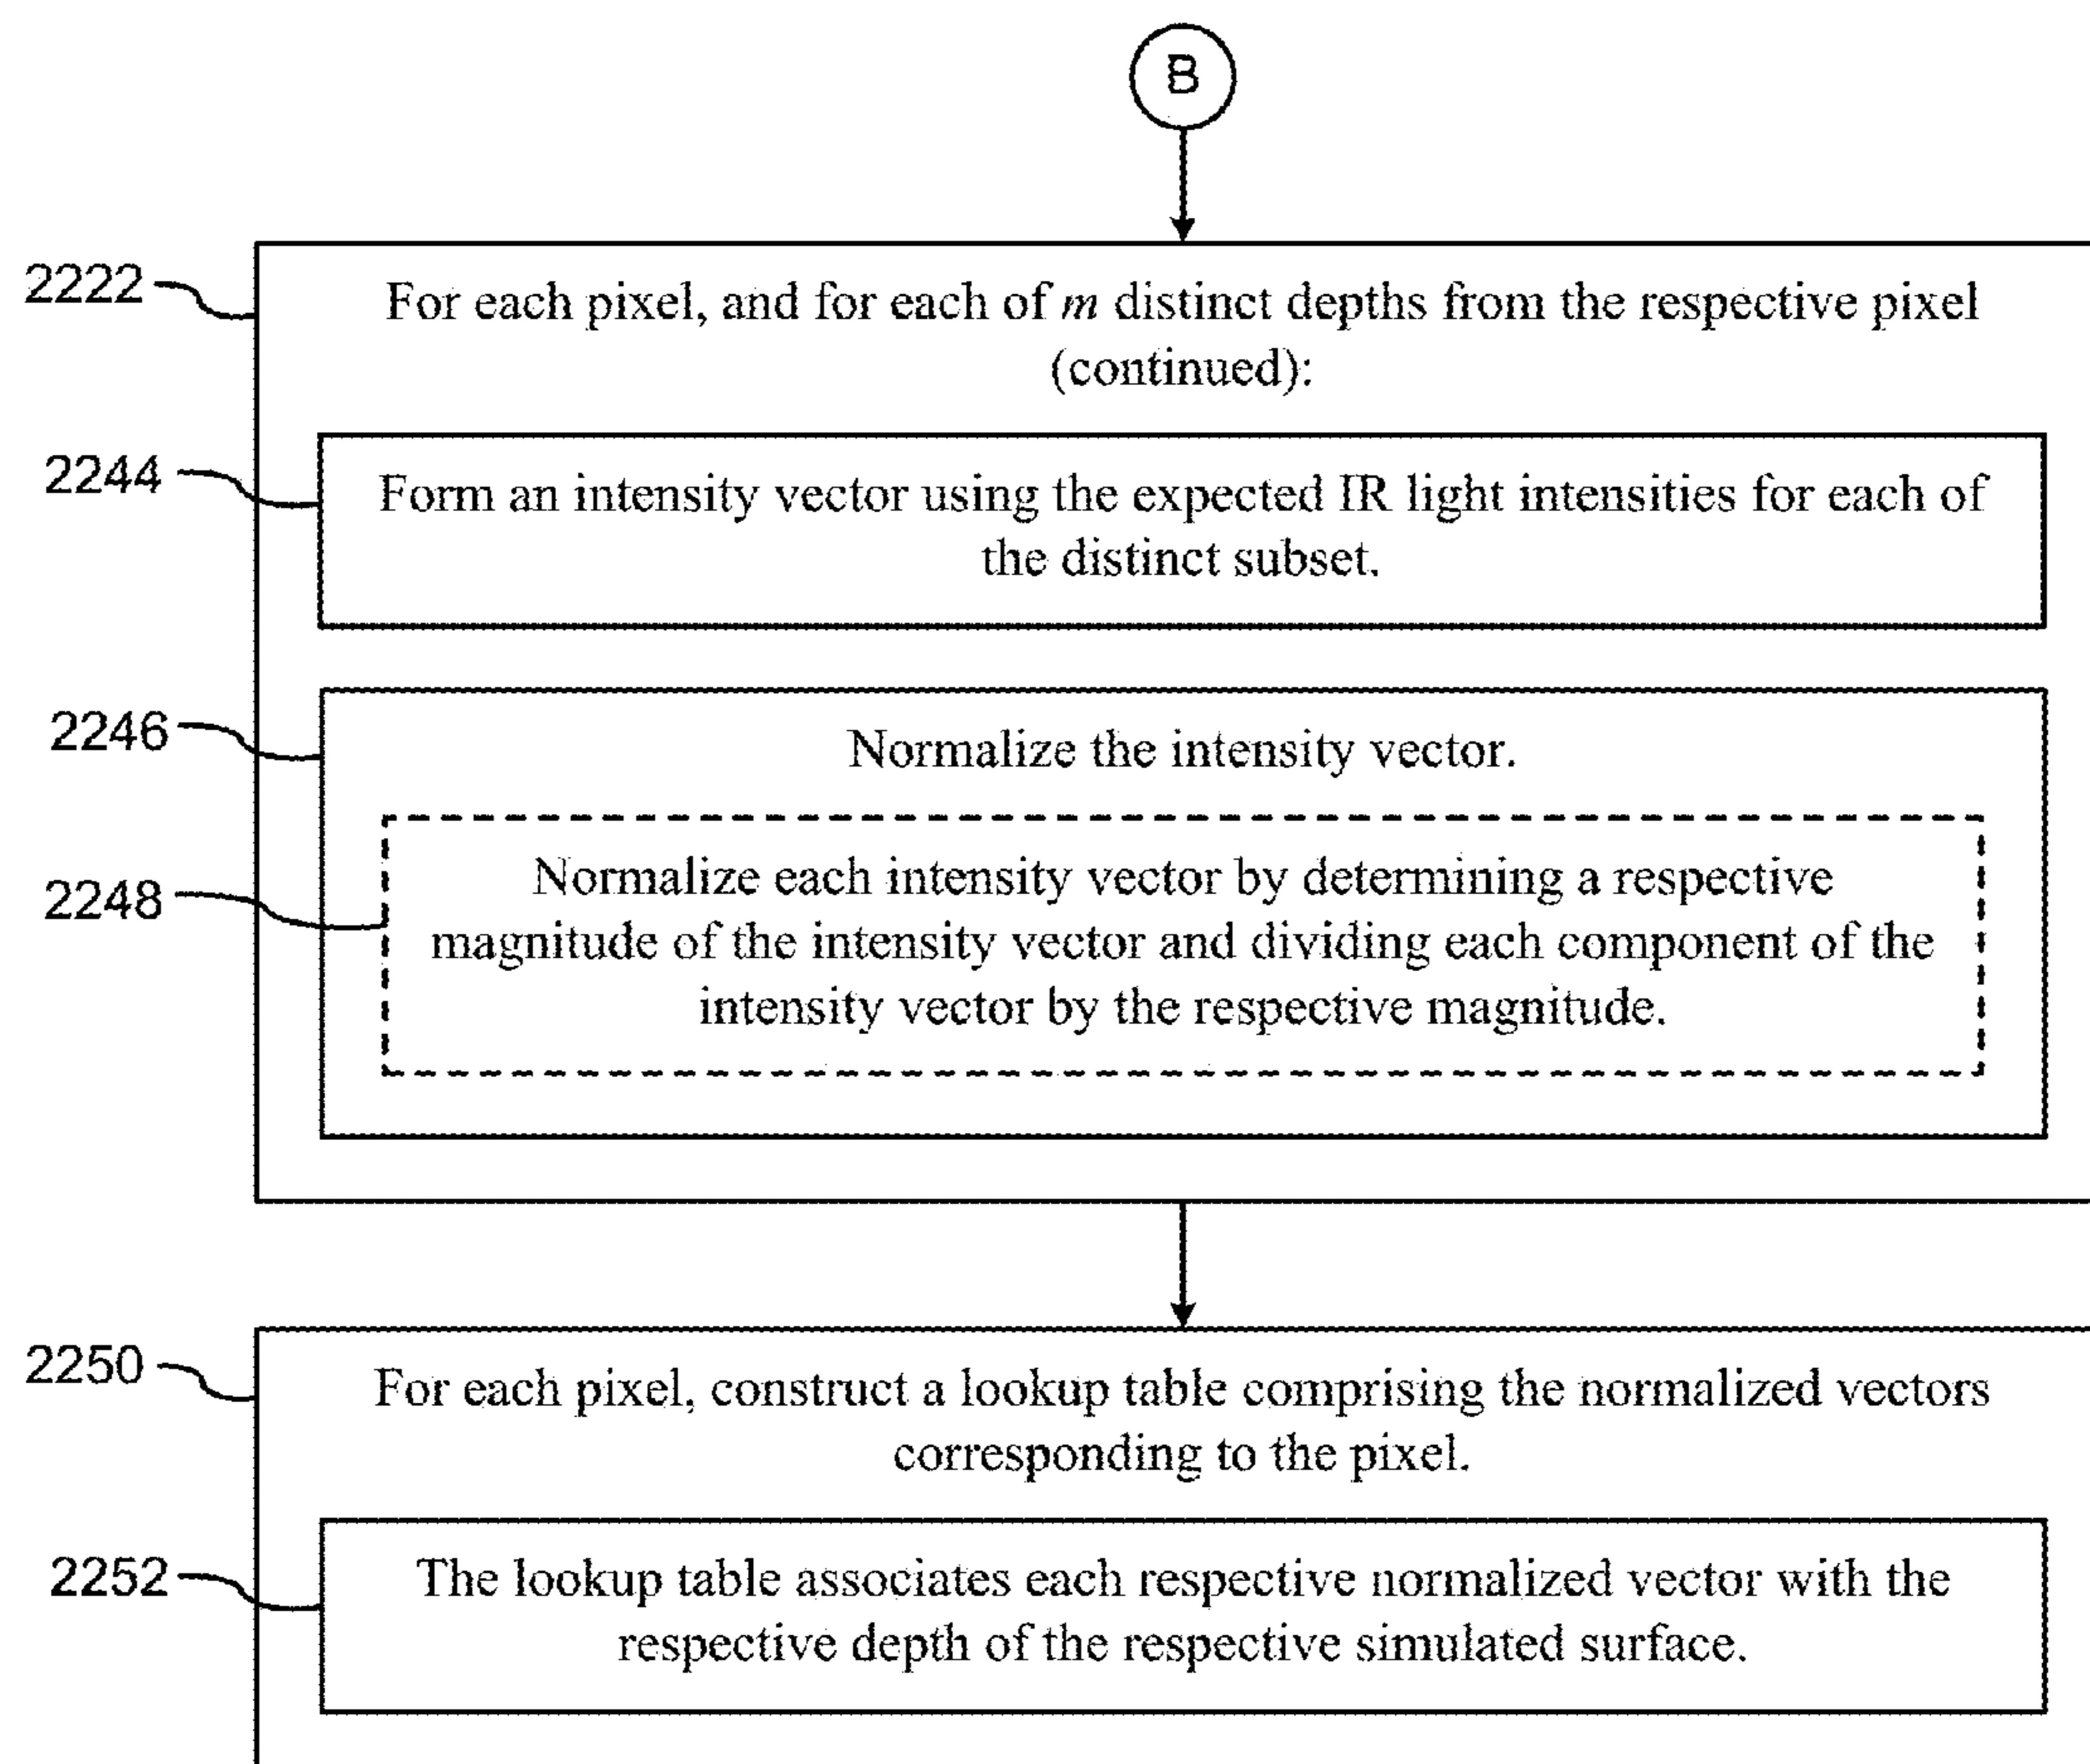 B
2222
For each pixel, and for each of m distinct depths from the respective pixel
(continued):
2244
Form an intensity vector using the expected IR light intensities for each of
the distinct subset.
2246
Normalize the intensity vector.
2248
Normalize each intensity vector by determining a respective
magnitude of the intensity vector and dividing each component of the
intensity vector by the respective magnitude.
2250
For each pixel, construct a lookup table comprising the normalized vectors
corresponding to the pixel.
2252
The lookup table associates each respective normalized vector with the
respective depth of the respective simulated surface.